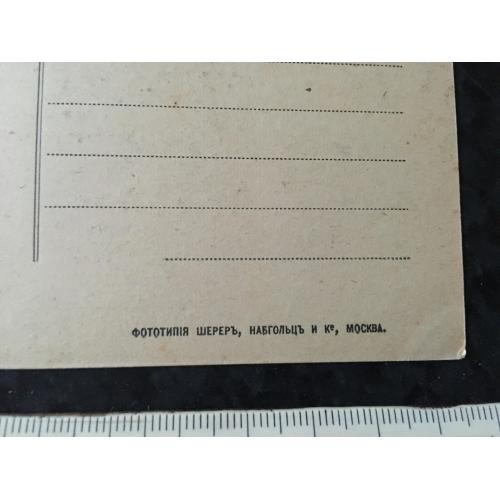 ФОТОТИПІЯ ШЕРЕРЪ, НАБГОЛЬЦЪ И Кº, МОСКВА.